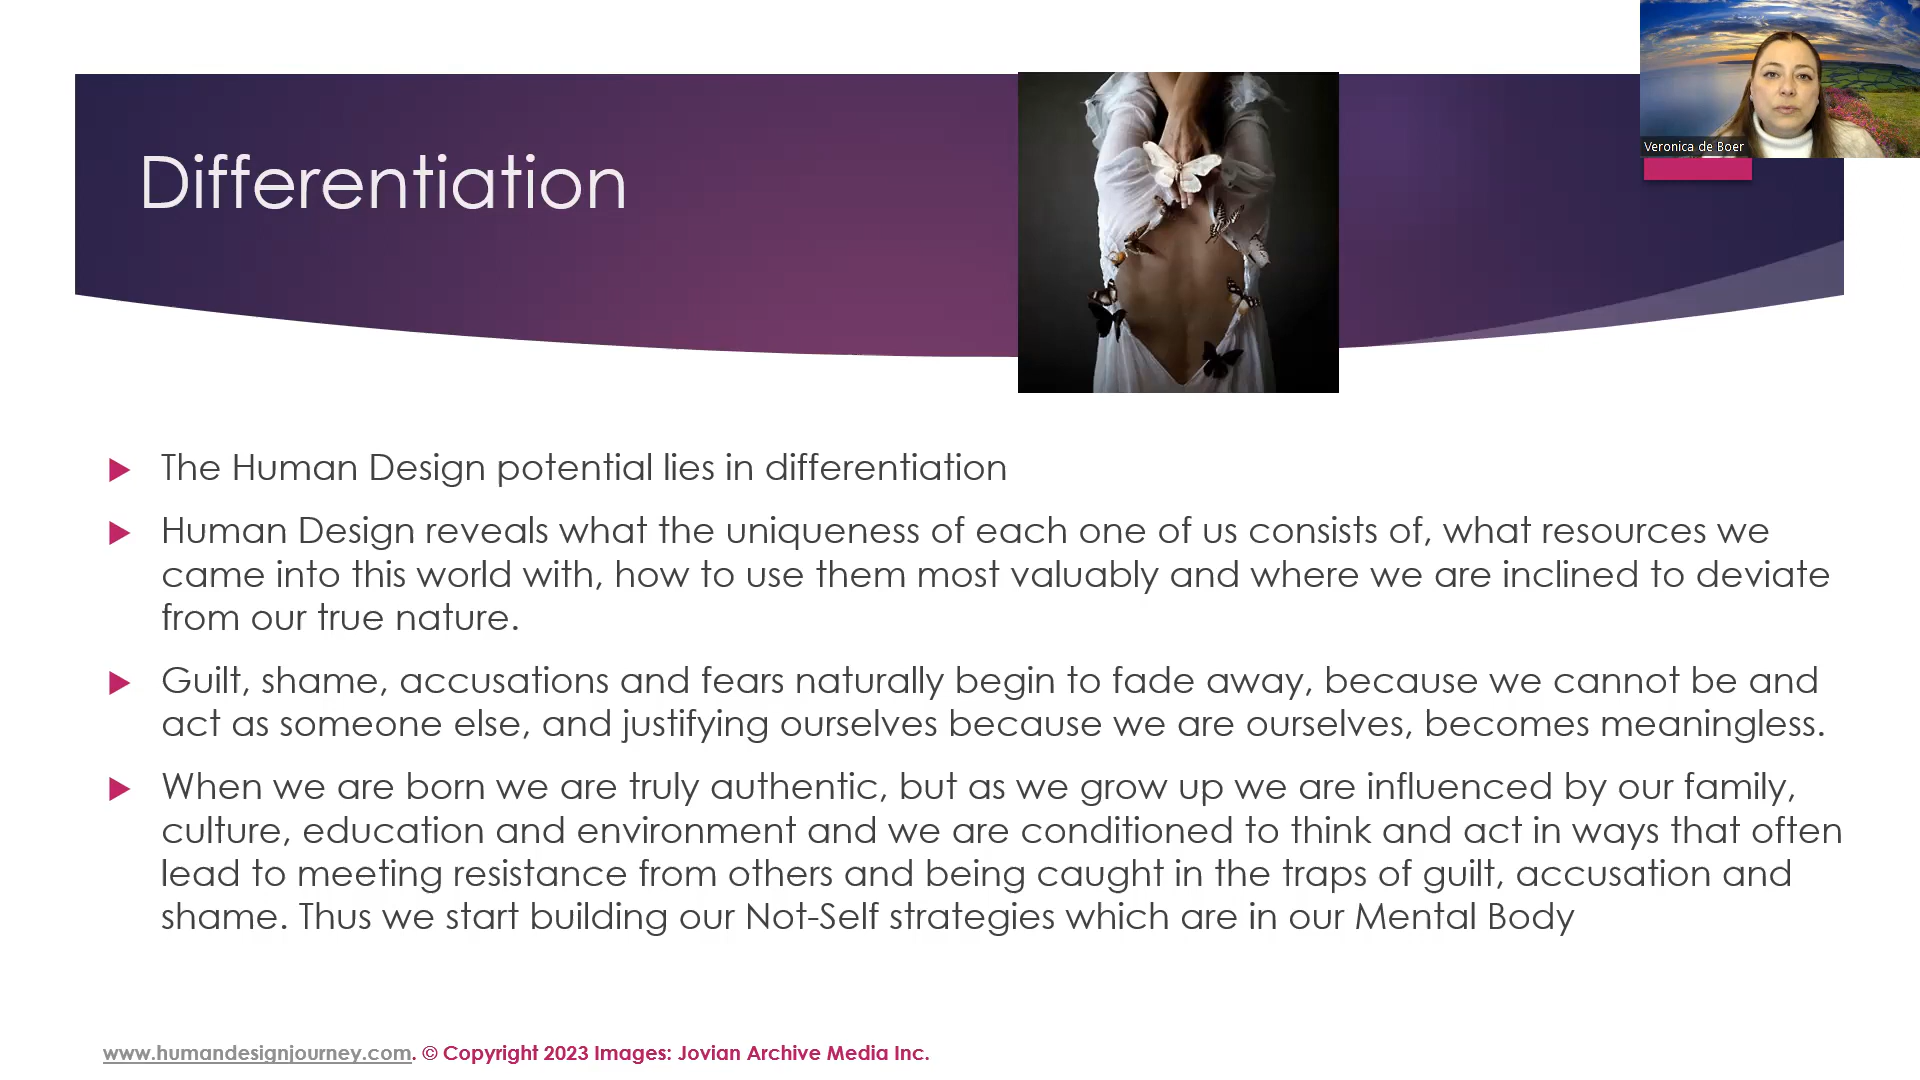 Veronica de Boer
Differentiation
The Human Design potential lies in differentiation
Human Design reveals what the uniqueness of each one of us consists of, what resources we
came into this world with, how to use them most valuably and where we are inclined to deviate
from our true nature.
Guilt, shame, accusations and fears naturally begin to fade away, because we cannot be and
act as someone else, and justifying ourselves because we are ourselves, becomes meaningless.
When we are born we are truly authentic, but as we grow up we are influenced by our family,
culture, education and environment and we are conditioned to think and act in ways that often
lead to meeting resistance from others and being caught in the traps of guilt, accusation and
shame. Thus we start building our Not-Self strategies which are in our Mental Body
www.humandesignjourney.com. © Copyright 2023 Images: Jovian Archive Media Inc.